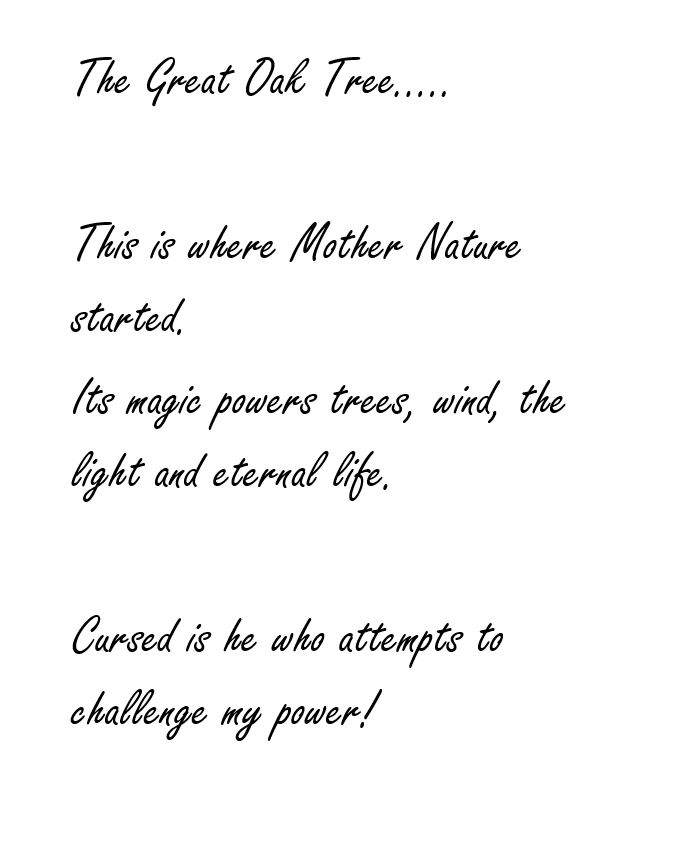 The Great Oak Tree.....
This is where Mother Nature
started.
Its magic powers trees, wind, the
light and eternal life.
Cursed is he who attempts to
challenge my power!